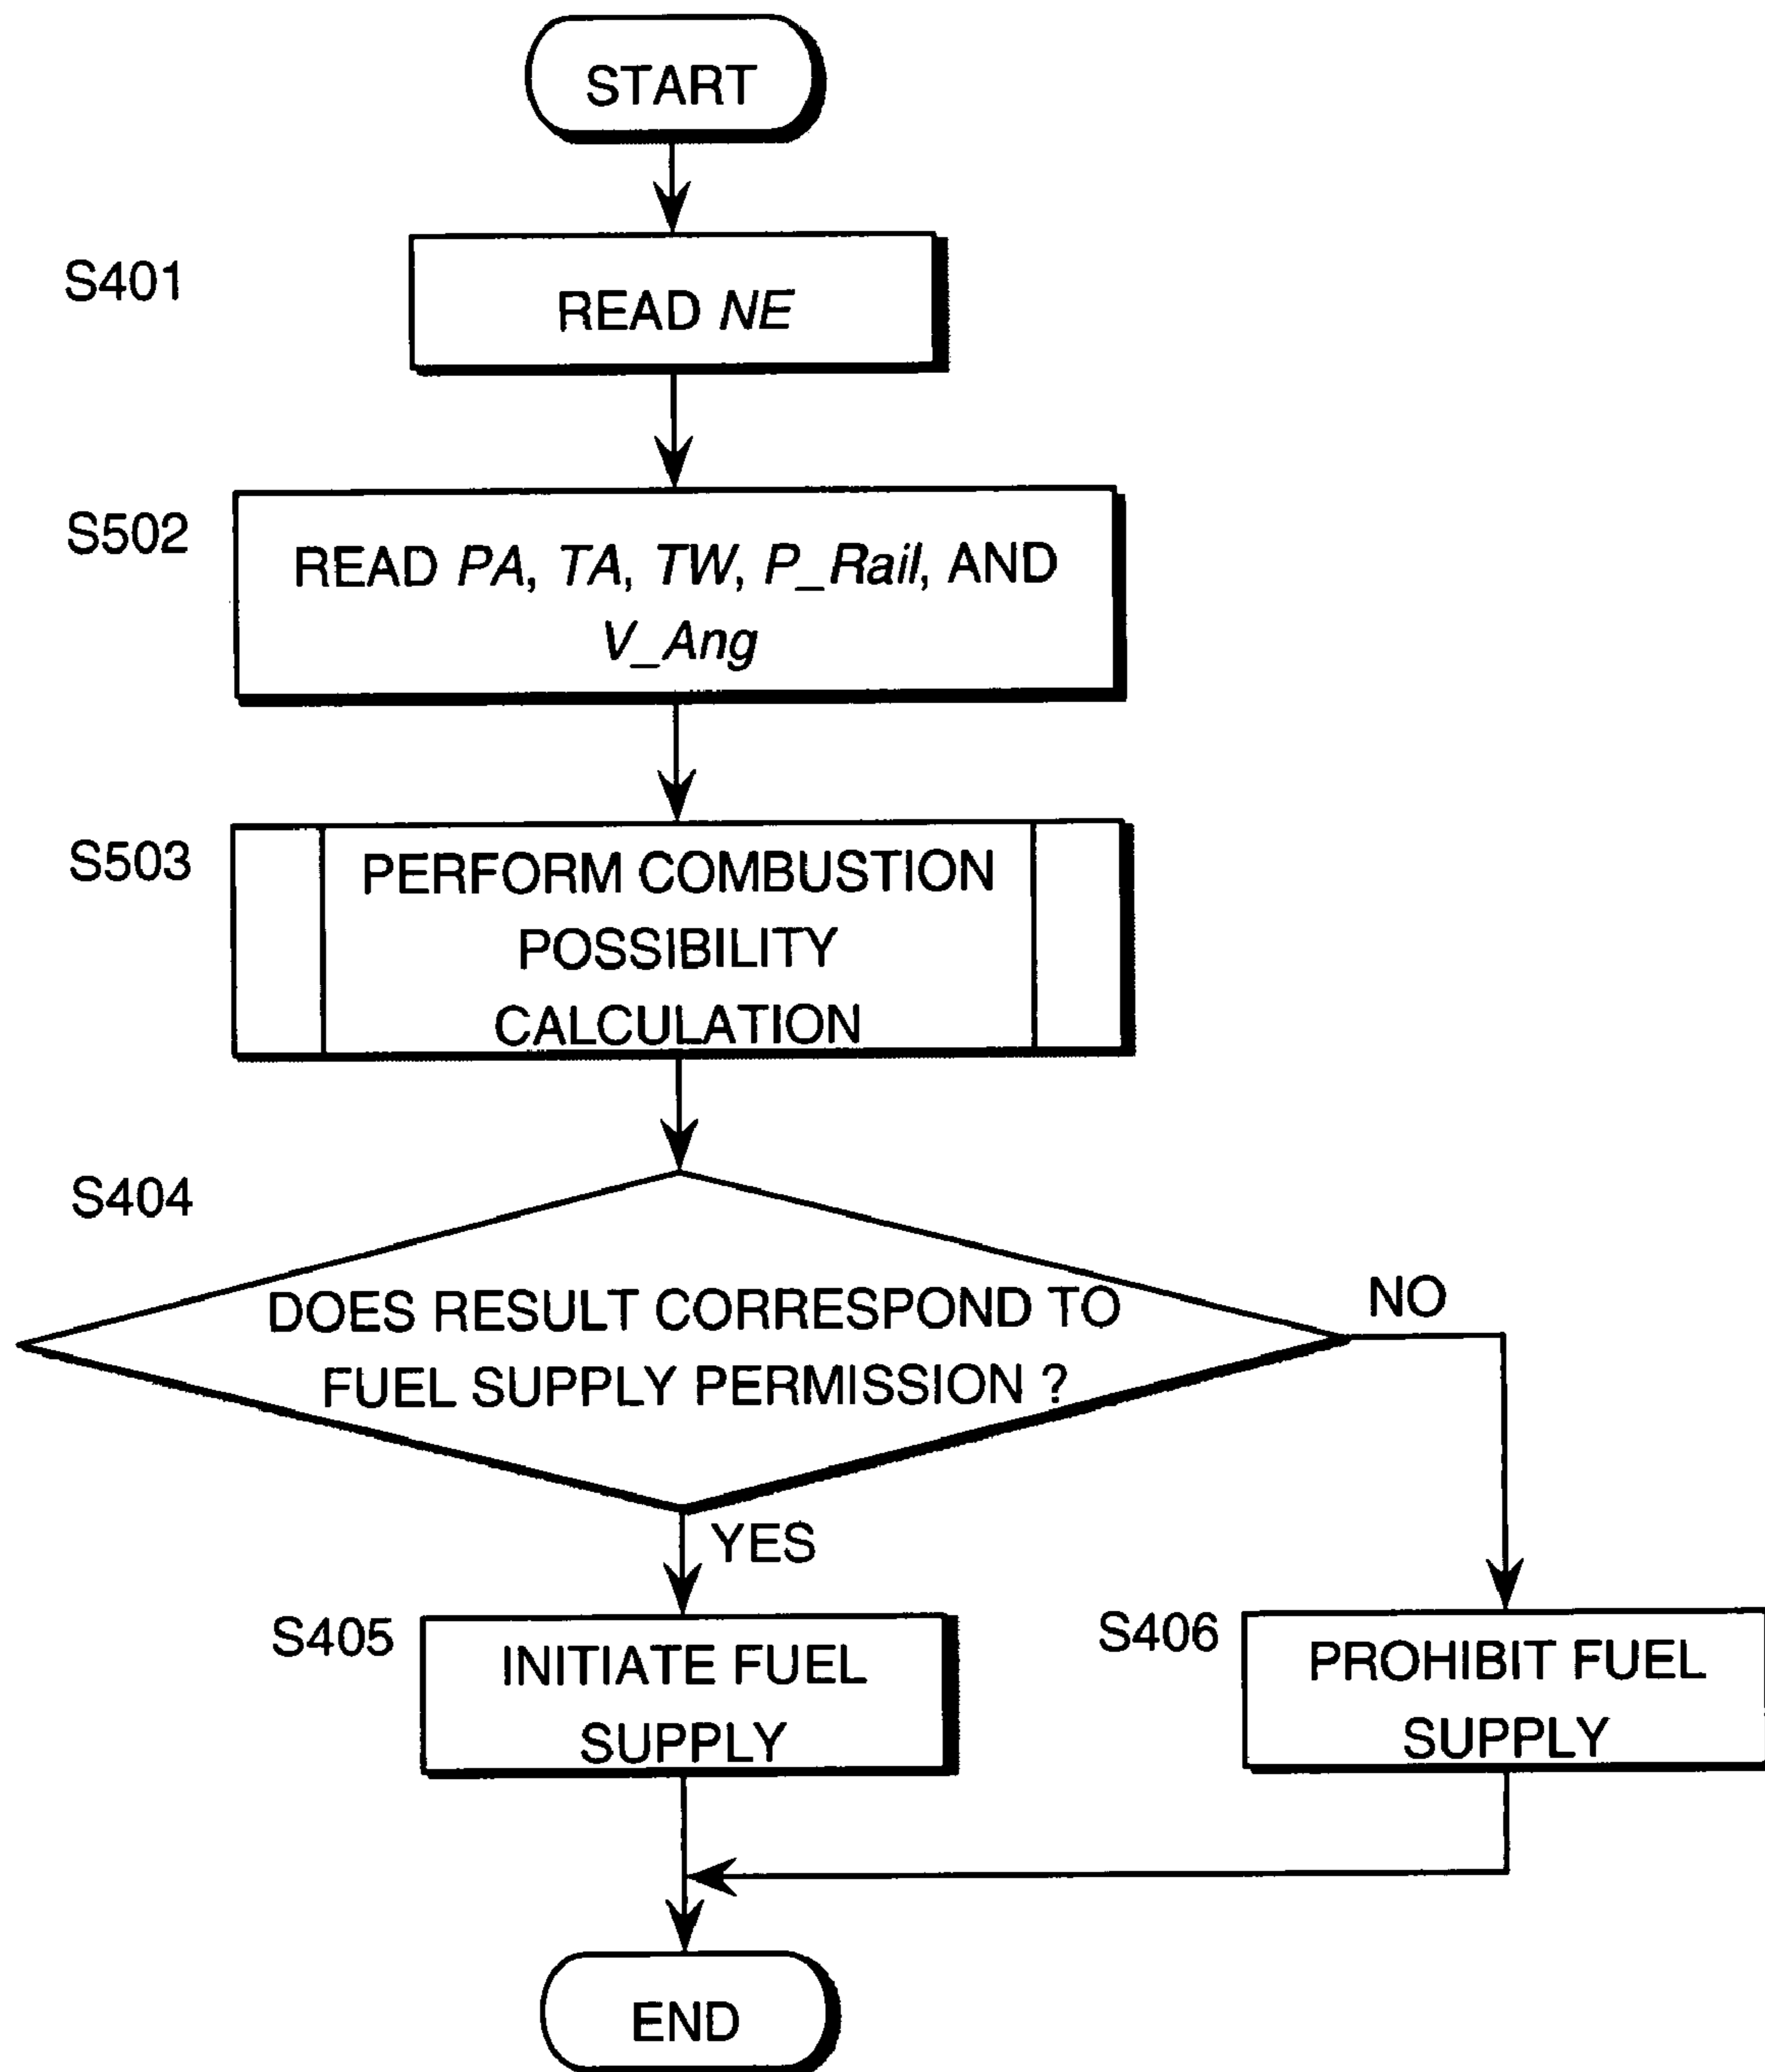 START
S401
READ NE
S502
READ PA, TA, TW, P_Rail, AND
V_Ang
S503
PERFORM COMBUSTION
POSSIBILITY
CALCULATION
S404
DOES RESULT CORRESPOND TO
FUEL SUPPLY PERMISSION ?
NO
YES
S405
INITIATE FUEL
SUPPLY
S406
PROHIBIT FUEL
SUPPLY
END